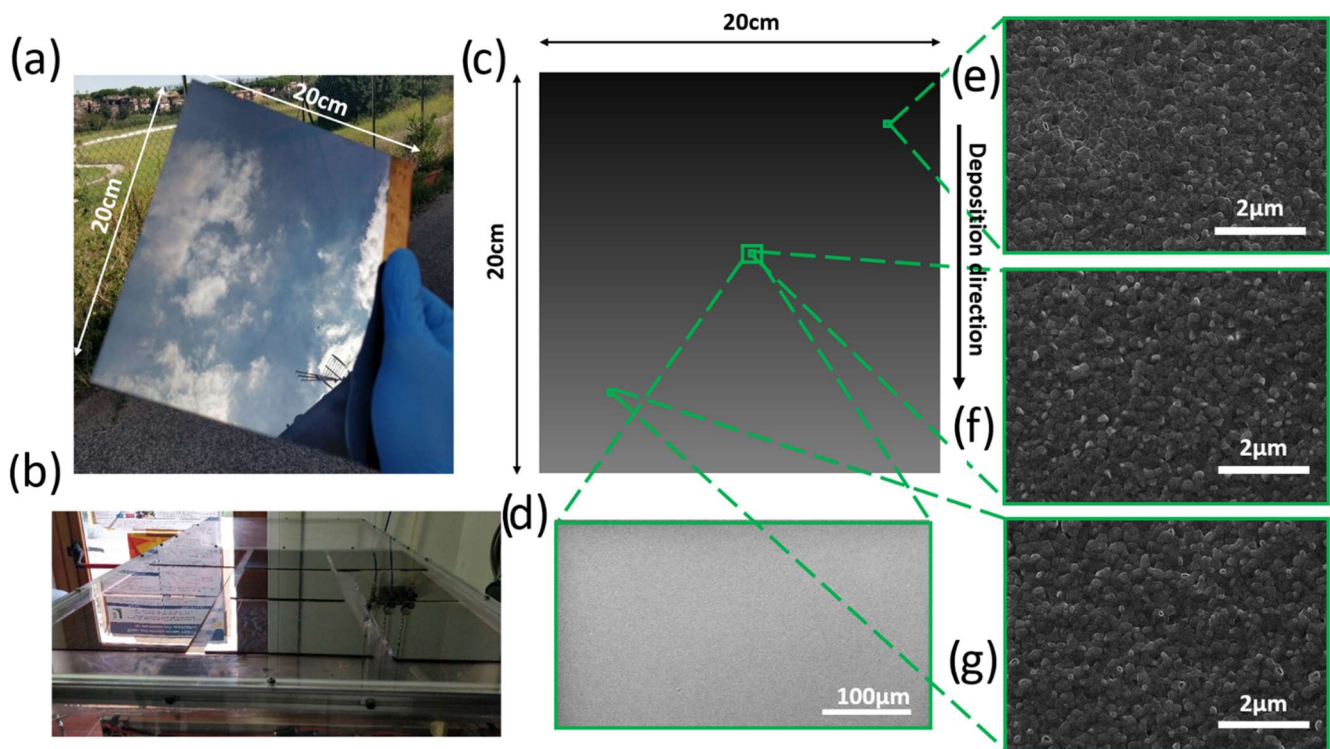 (a)
20cm
20cm
(b)
(c)
20cm
20cm
(d)
100µm
(e)
Deposition direction
2µm
(f)
2µm
(g)
2µm